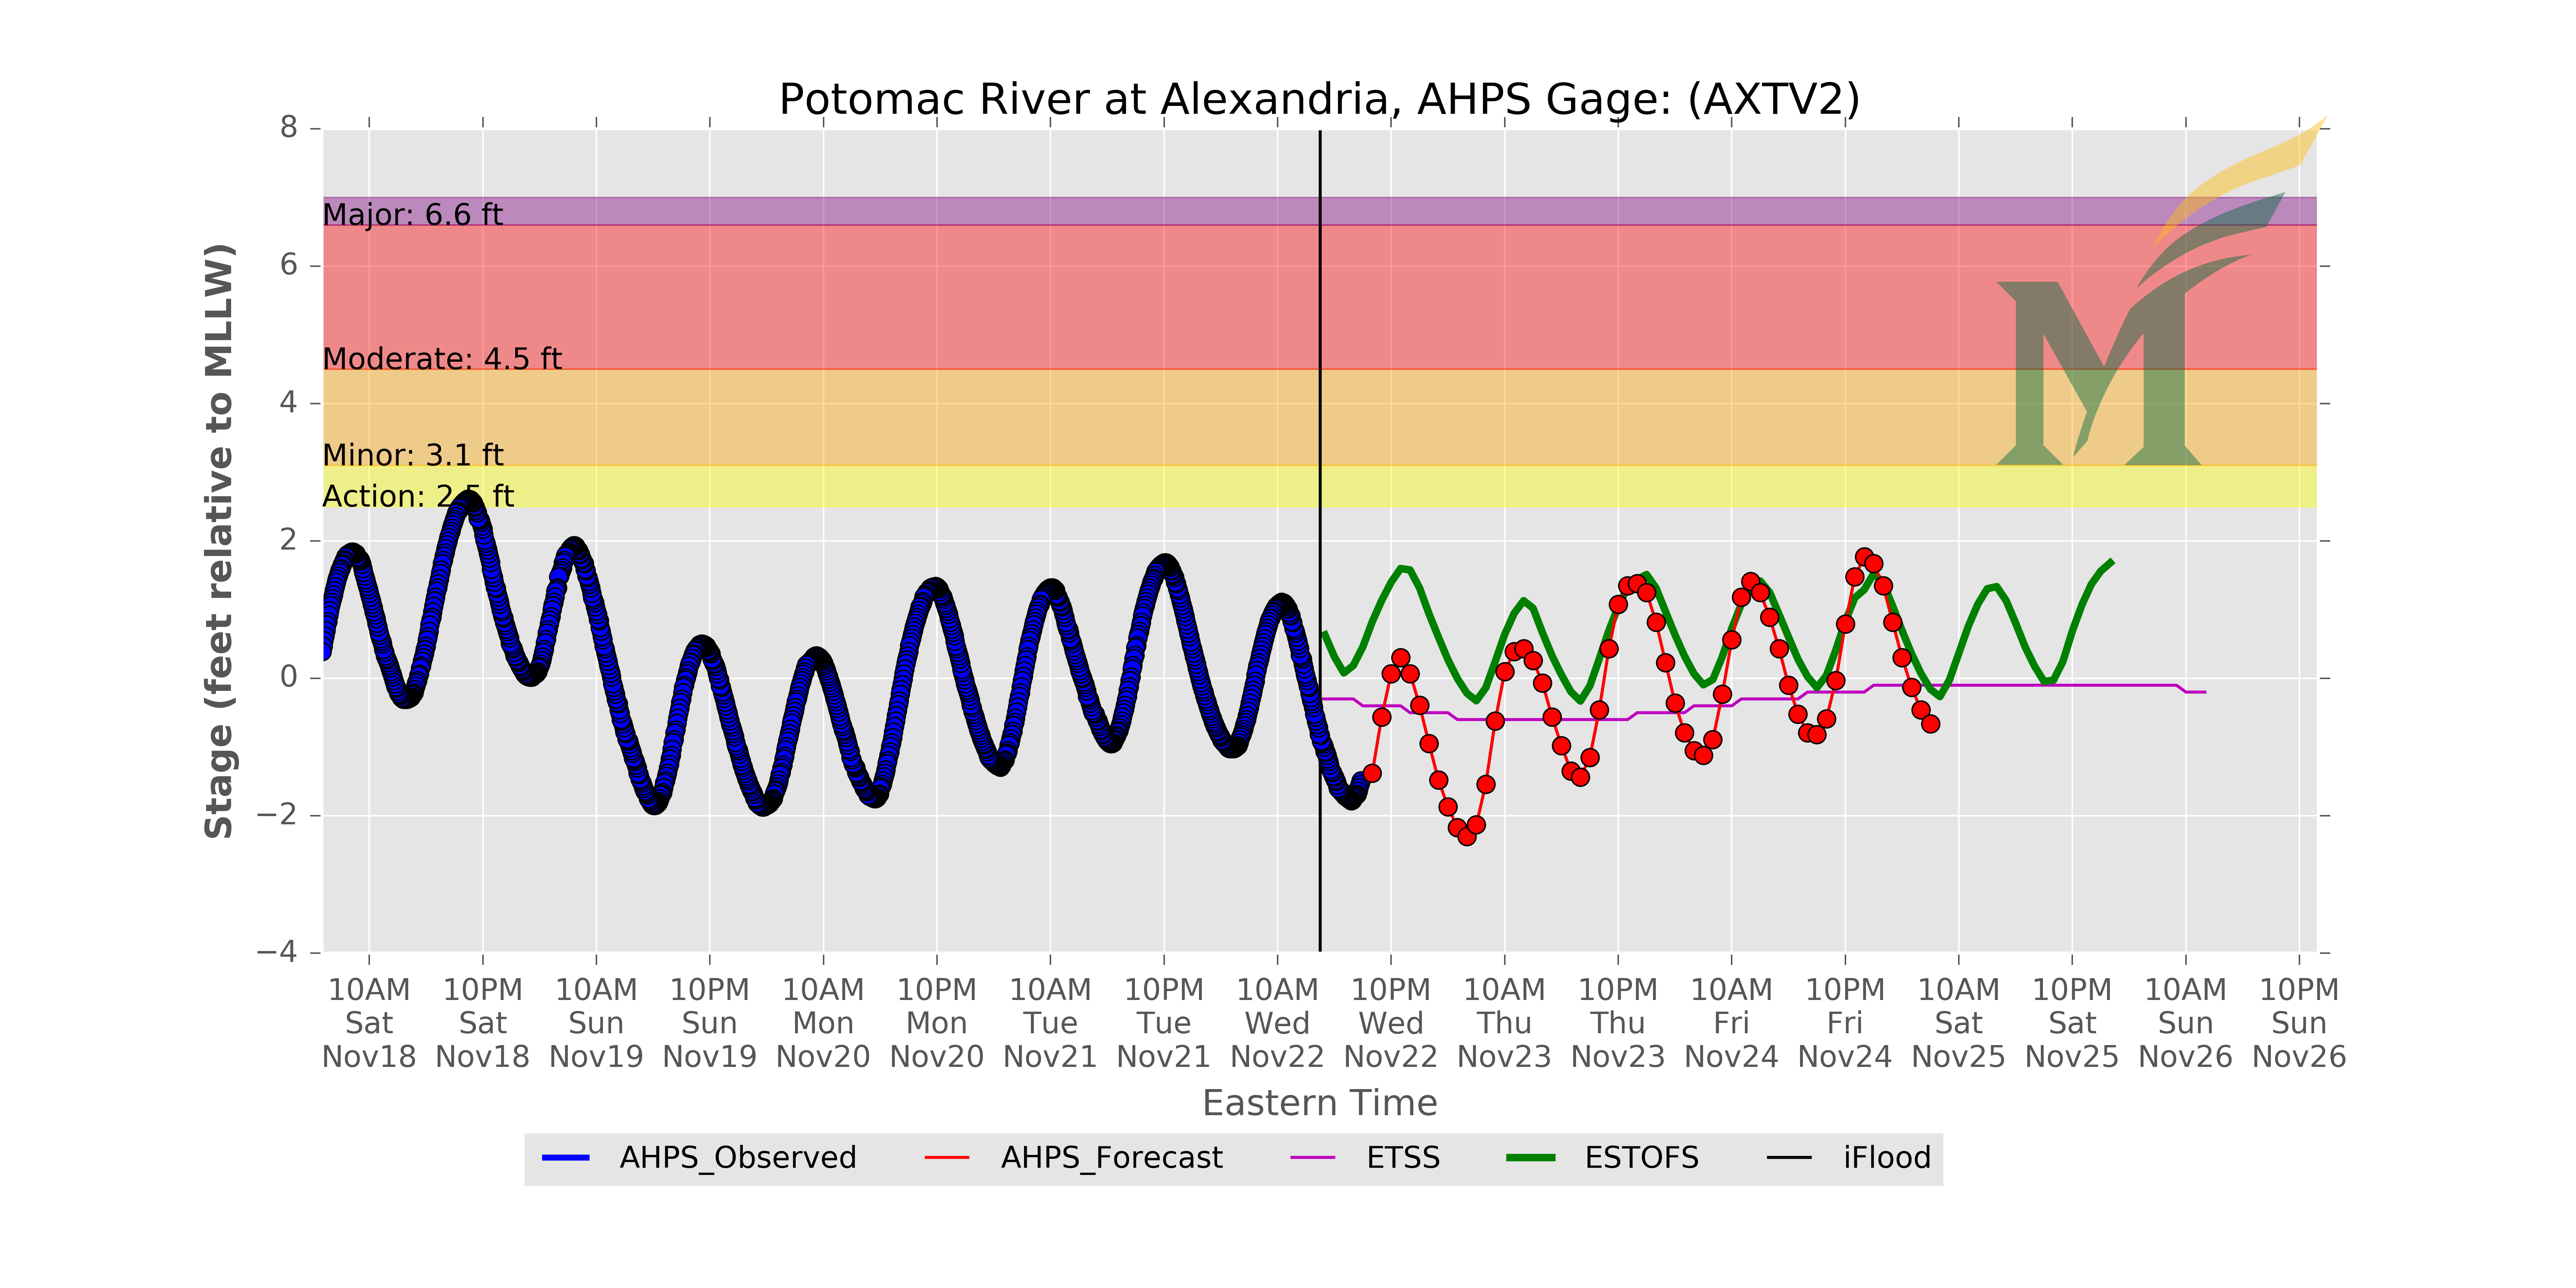 Potomac River at Alexandria, AHPS Gage: (AXTV2)
Stage (feet relative to MLLW)
8
6
4
2
0
−2
−4
Major: 6.6 ft
Moderate: 4.5 ft
Minor: 3.1 ft
Action: 2.5 ft
M
10AM 10PM 10AM 10PM 10AM 10PM 10AM 10PM 10AM 10PM 10AM 10PM 10AM 10PM 10AM 10PM 10AM 10PM
Sat Sat Sun Sun Mon Mon Tue Tue Wed Wed Thu Thu Fri Fri Sat Sat Sun Sun
Nov18 Nov18 Nov19 Nov19 Nov20 Nov20 Nov21 Nov21 Nov22 Nov22 Nov23 Nov23 Nov24 Nov24 Nov25 Nov25 Nov26 Nov26
Eastern Time
AHPS_Observed AHPS_Forecast ETSS ESTOFS iFlood